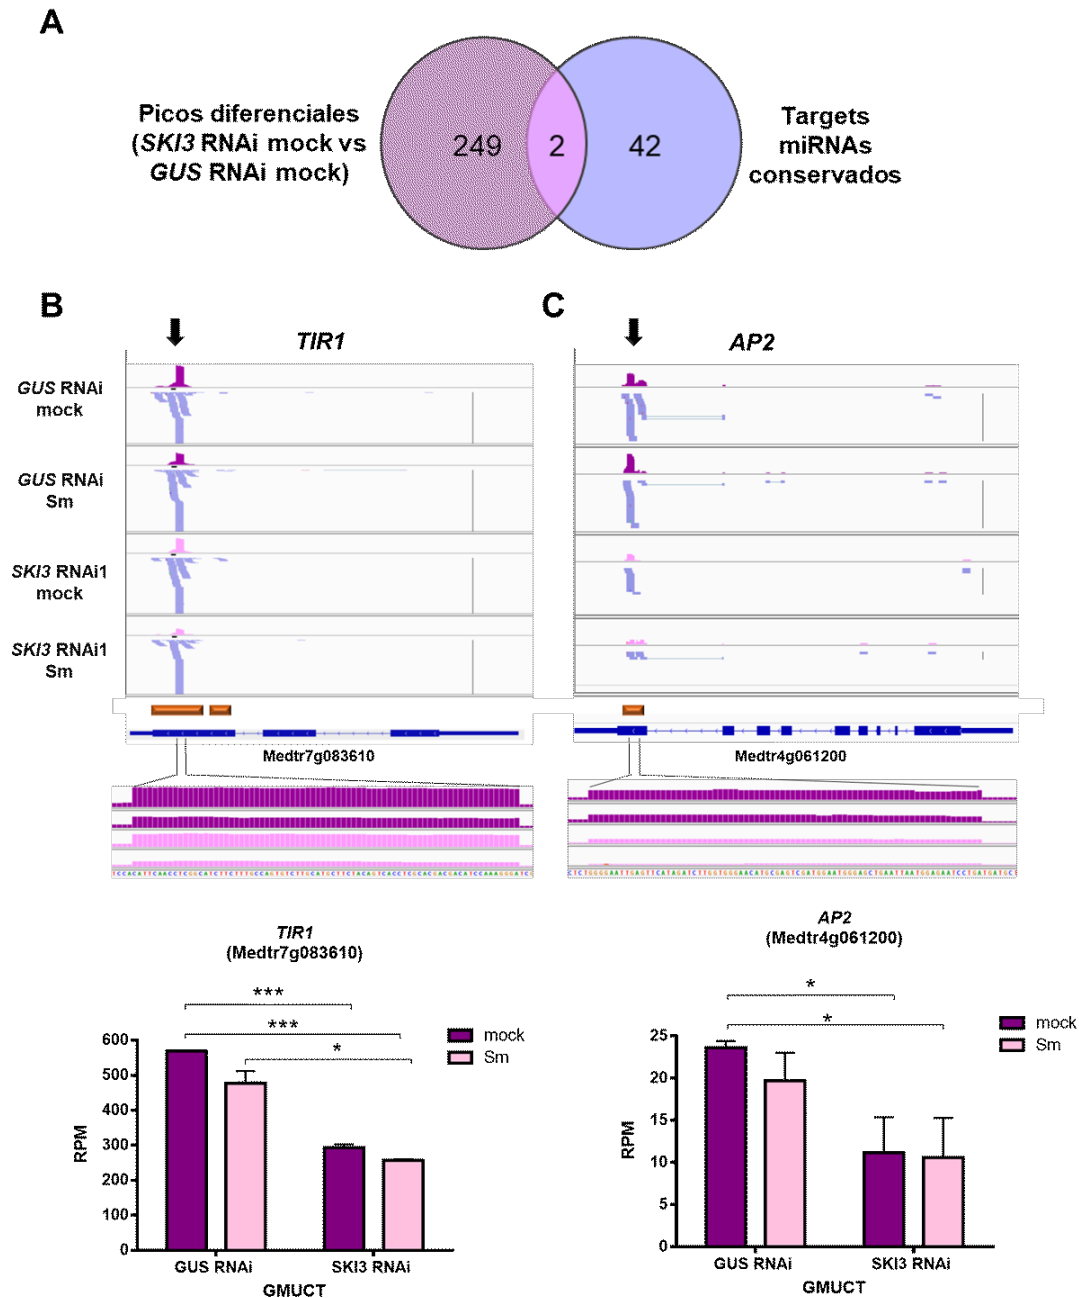 A
Picos diferenciales
(SKI3 RNAi mock vs
GUS RNAi mock)
249
2
42
Targets
miRNAs
conservados
B
TIR1
C
AP2
GUS RNAi
mock
GUS RNAi
Sm
SKI3 RNAi1
mock
SKI3 RNAi1
Sm
Medtr7g083610
Medtr4g061200
TIR1
(Medtr7g083610)
***
***
*
mock
Sm
600
500
400
300
200
100
0
RPM
GUS RNAi
SKI3 RNAi
GMUCT
AP2
(Medtr4g061200)
*
*
mock
Sm
25
20
15
10
5
0
RPM
GUS RNAi
SKI3 RNAi
GMUCT